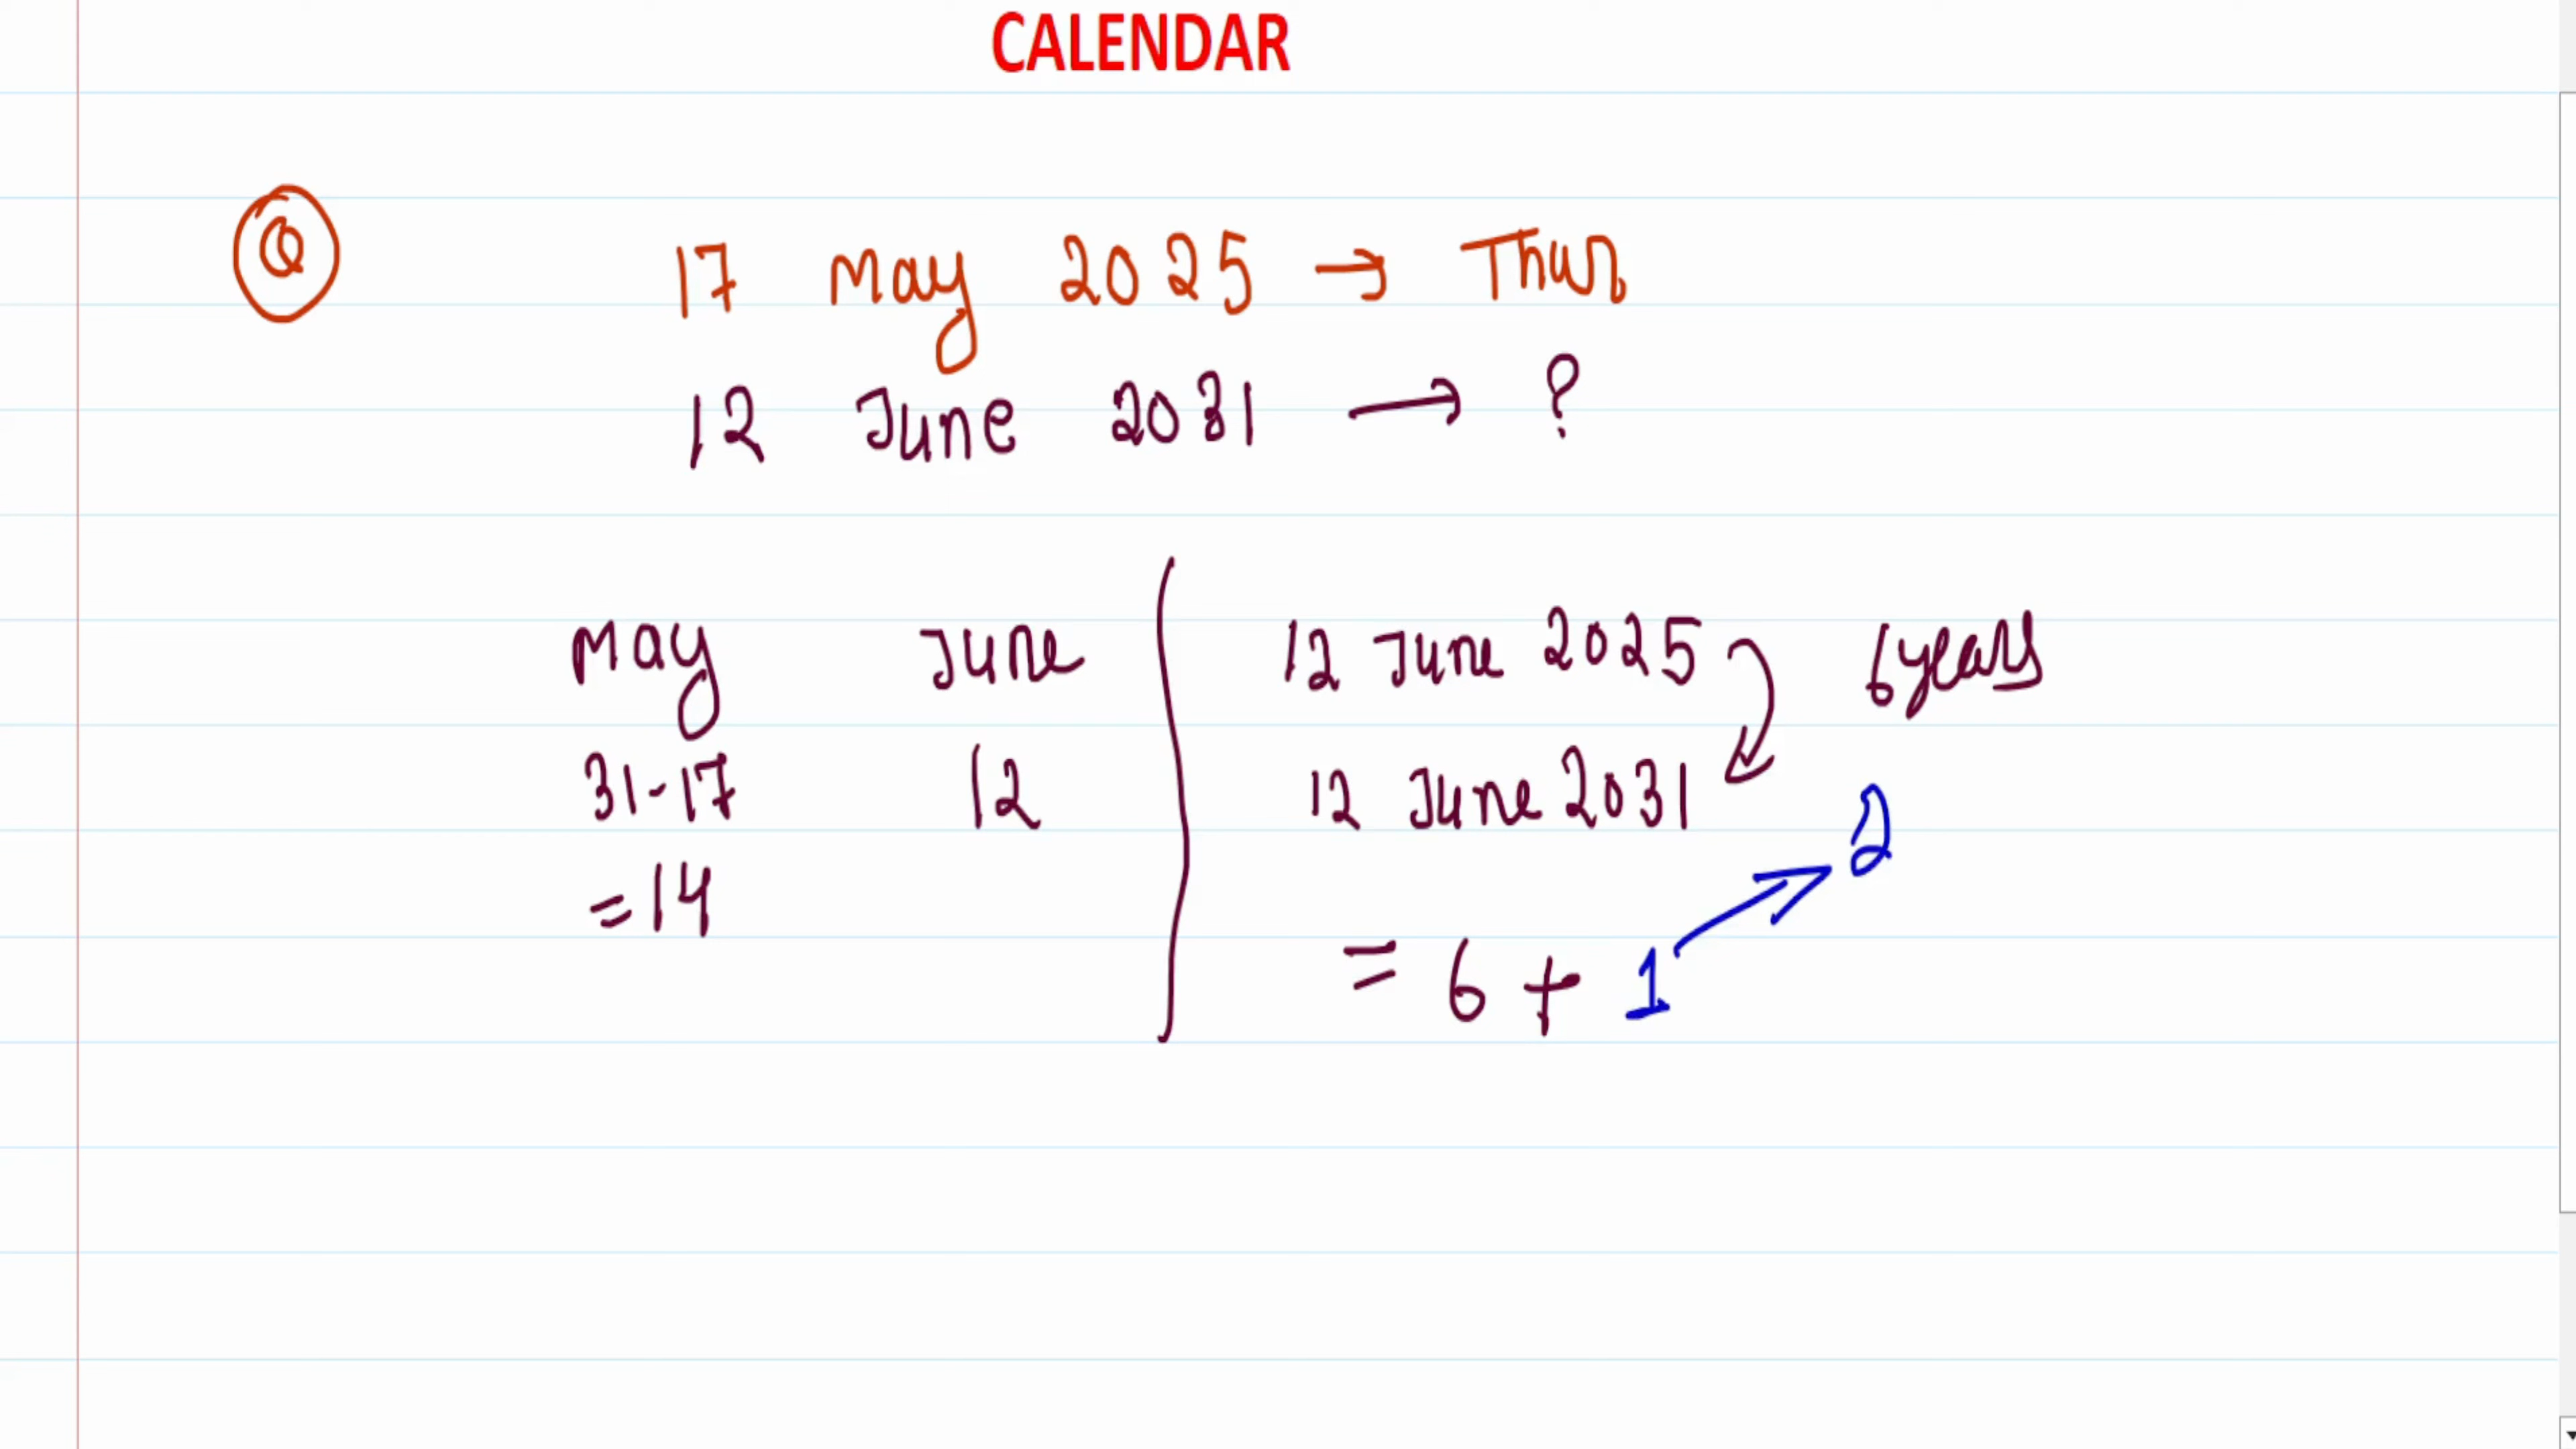 CALENDAR
Q
17 May 2025 → Thur
12 June 2031 → ?
May June
31-17 12
=14
12 June 2025 6 years
12 June 2031
2
= 6 + 1